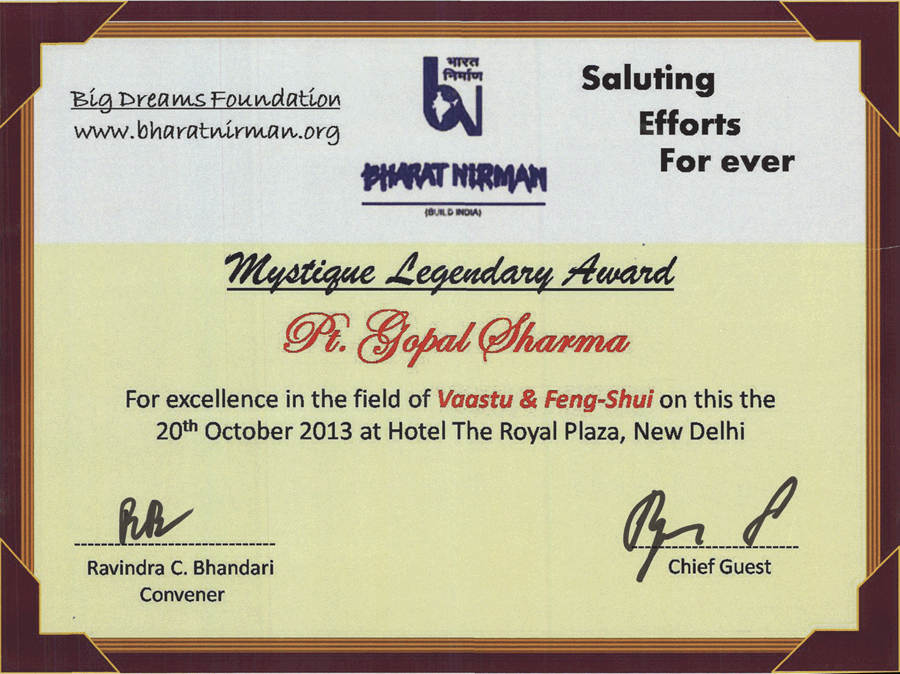 Big Dreams Foundation
www.bharatnirman.org
भारत
निर्माण
bn
BHARAT NIRMAN
(BUILD INDIA)
Saluting
Efforts
For ever
Mystique Legendary Award
Pt. Gopal Sharma
For excellence in the field of Vaastu & Feng-Shui on this the
20th October 2013 at Hotel The Royal Plaza, New Delhi
Ravindra C. Bhandari
Convener
Chief Guest